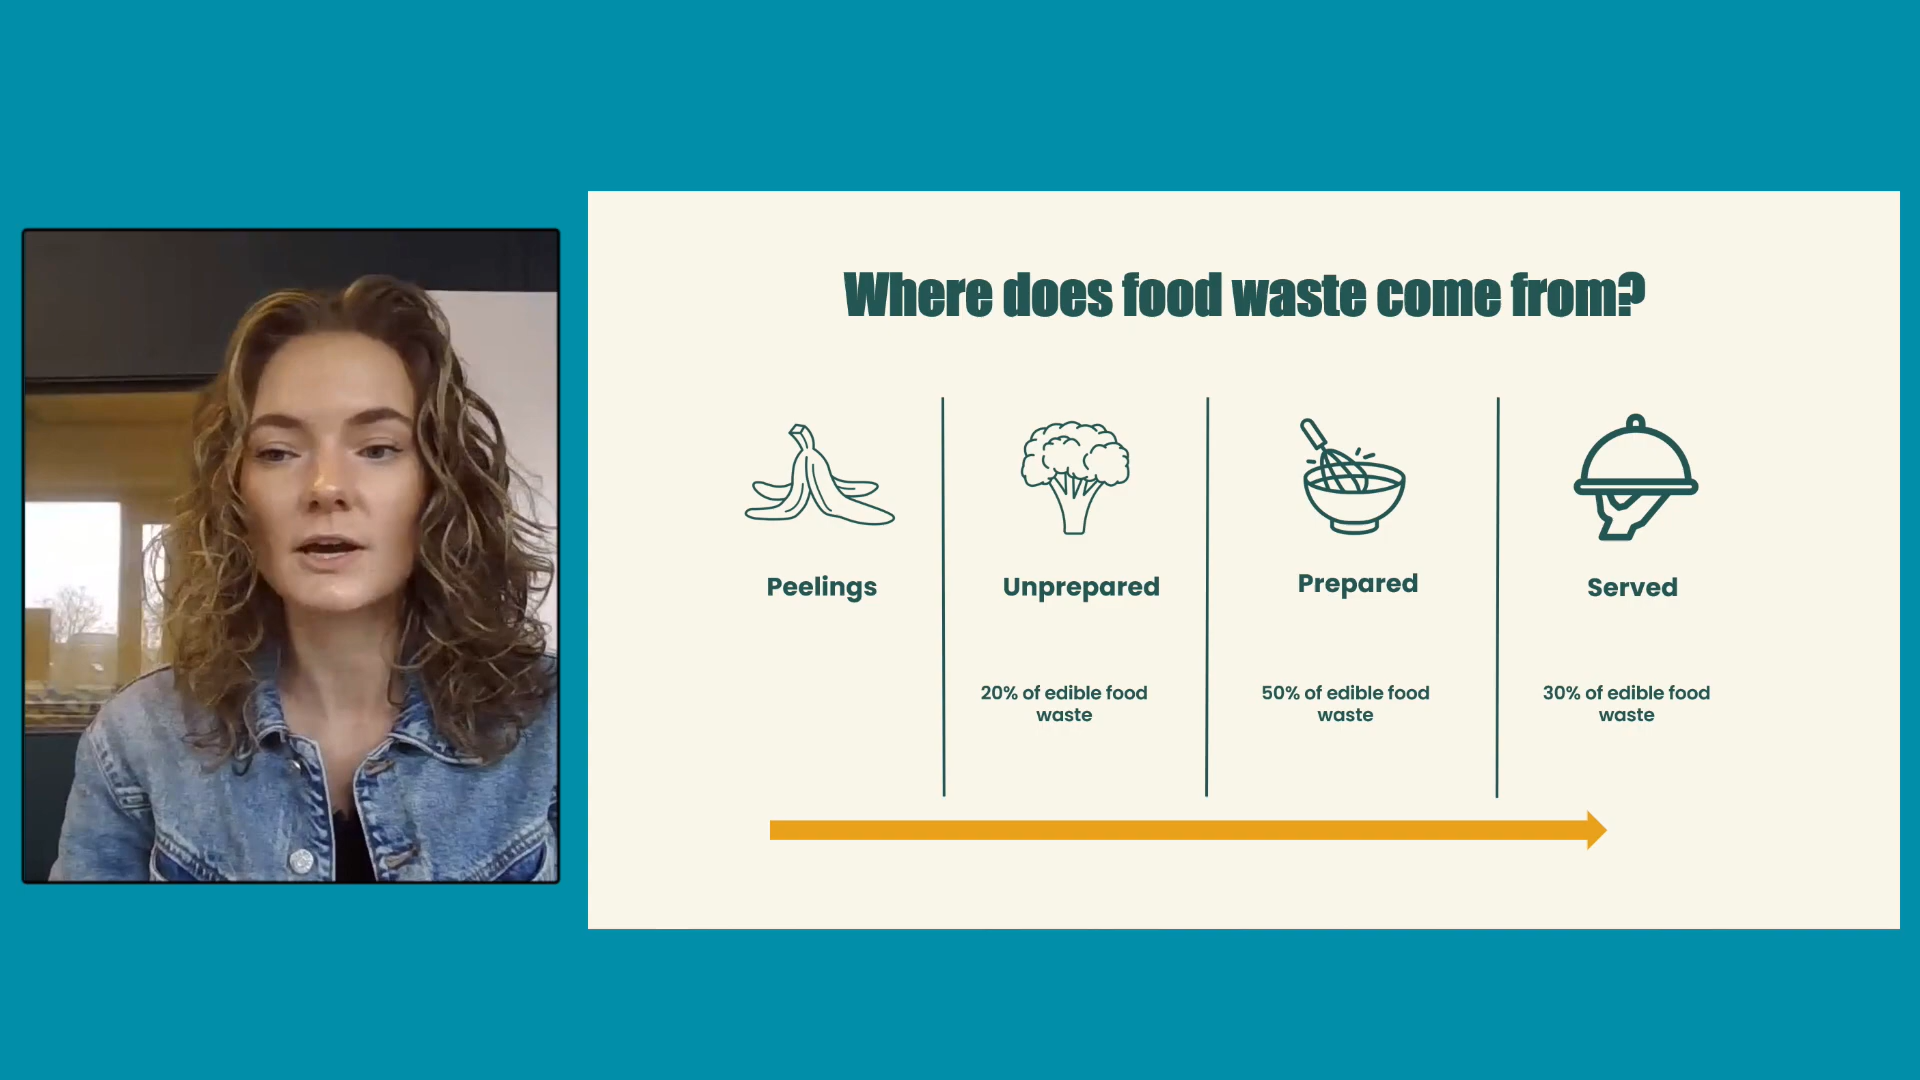 Where does food waste come from?
Peelings
Unprepared
Prepared
Served
20% of edible food
waste
50% of edible food
waste
30% of edible food
waste